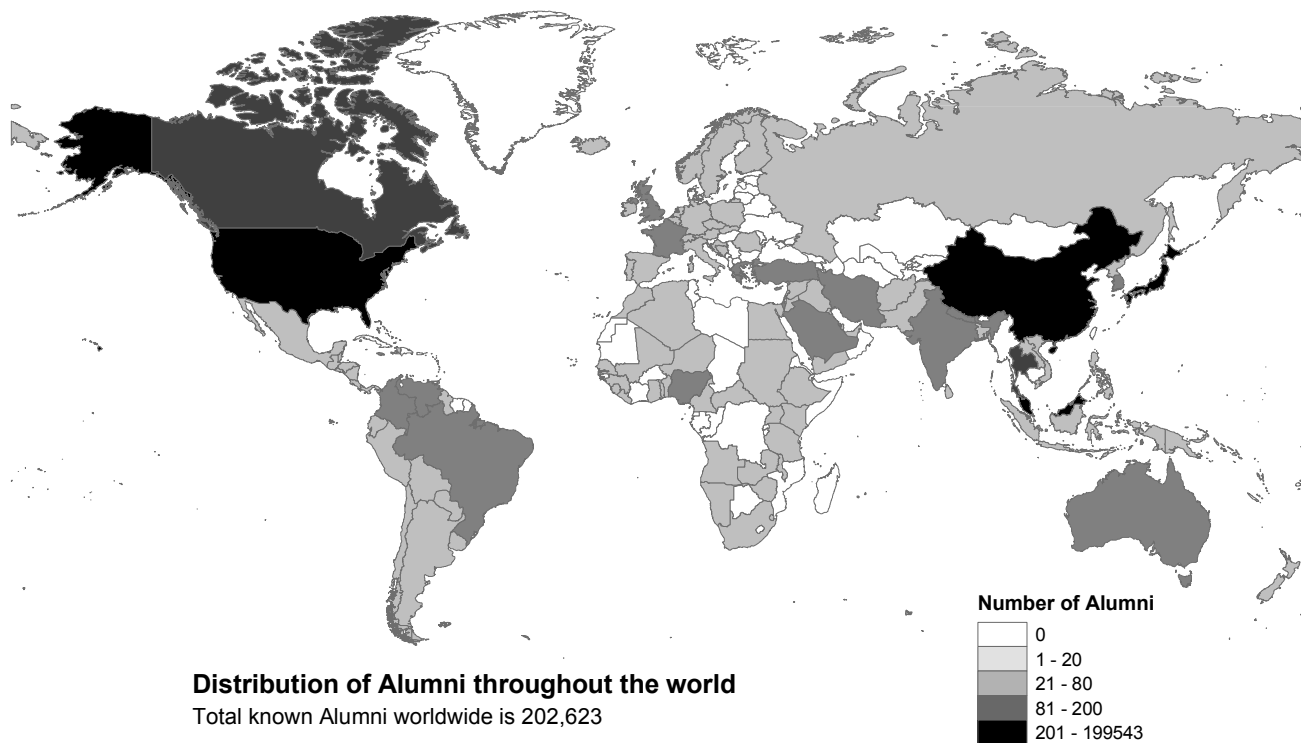 Number of Alumni
0
1 - 20
21 - 80
81 - 200
201 - 199543
Distribution of Alumni throughout the world
Total known Alumni worldwide is 202,623